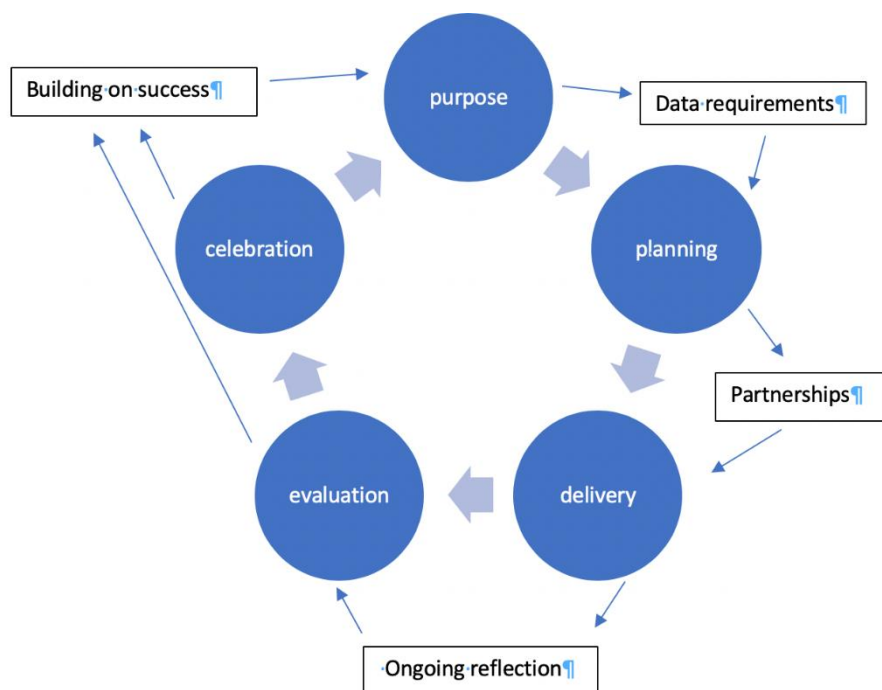 purpose
Building·on·success¶
Data·requirements¶
celebration
planning
Partnerships¶
evaluation
delivery
·Ongoing·reflection¶